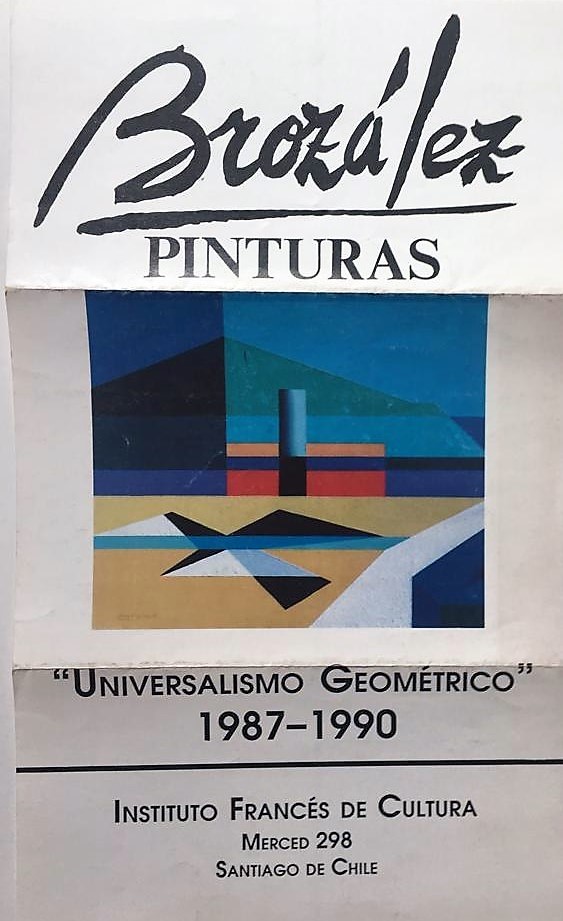 Brozález
PINTURAS
“UNIVERSALISMO GEOMÉTRICO”
1987–1990
INSTITUTO FRANCÉS DE CULTURA
MERCED 298
SANTIAGO DE CHILE